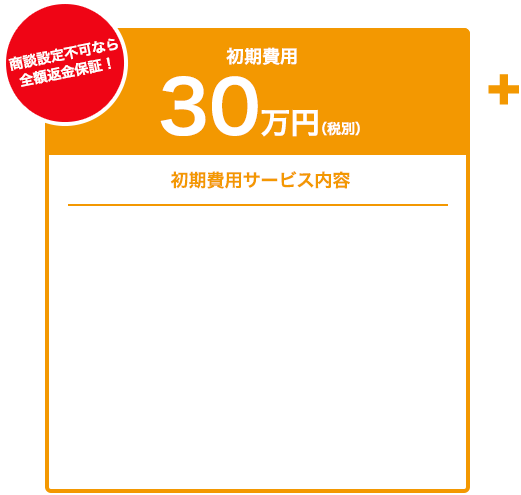 商談設定不可なら
全額返金保証！
初期費用
30万円(税別)
+
初期費用サービス内容